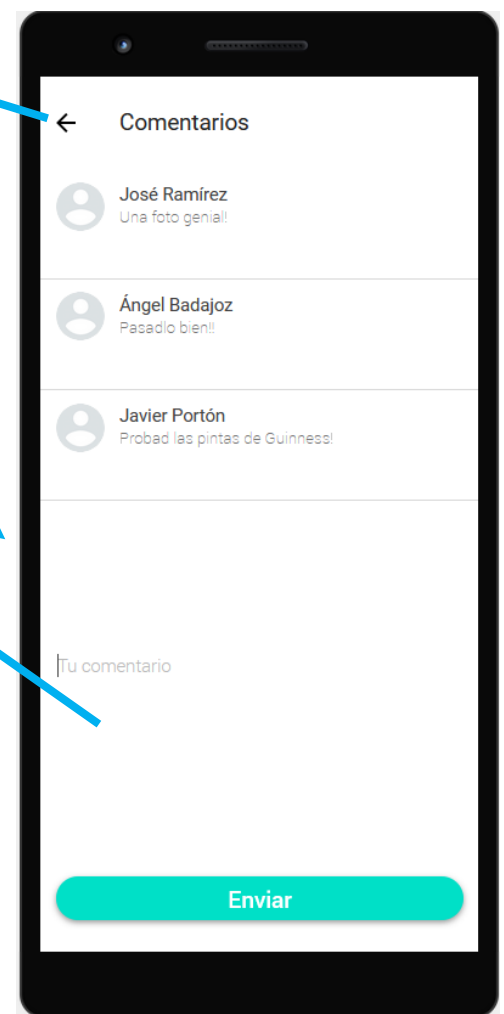 Comentarios
José Ramírez
Una foto genial!
Ángel Badajoz
Pasadlo bien!!
Javier Portón
Probad las pintas de Guinness!
Tu comentario
Enviar